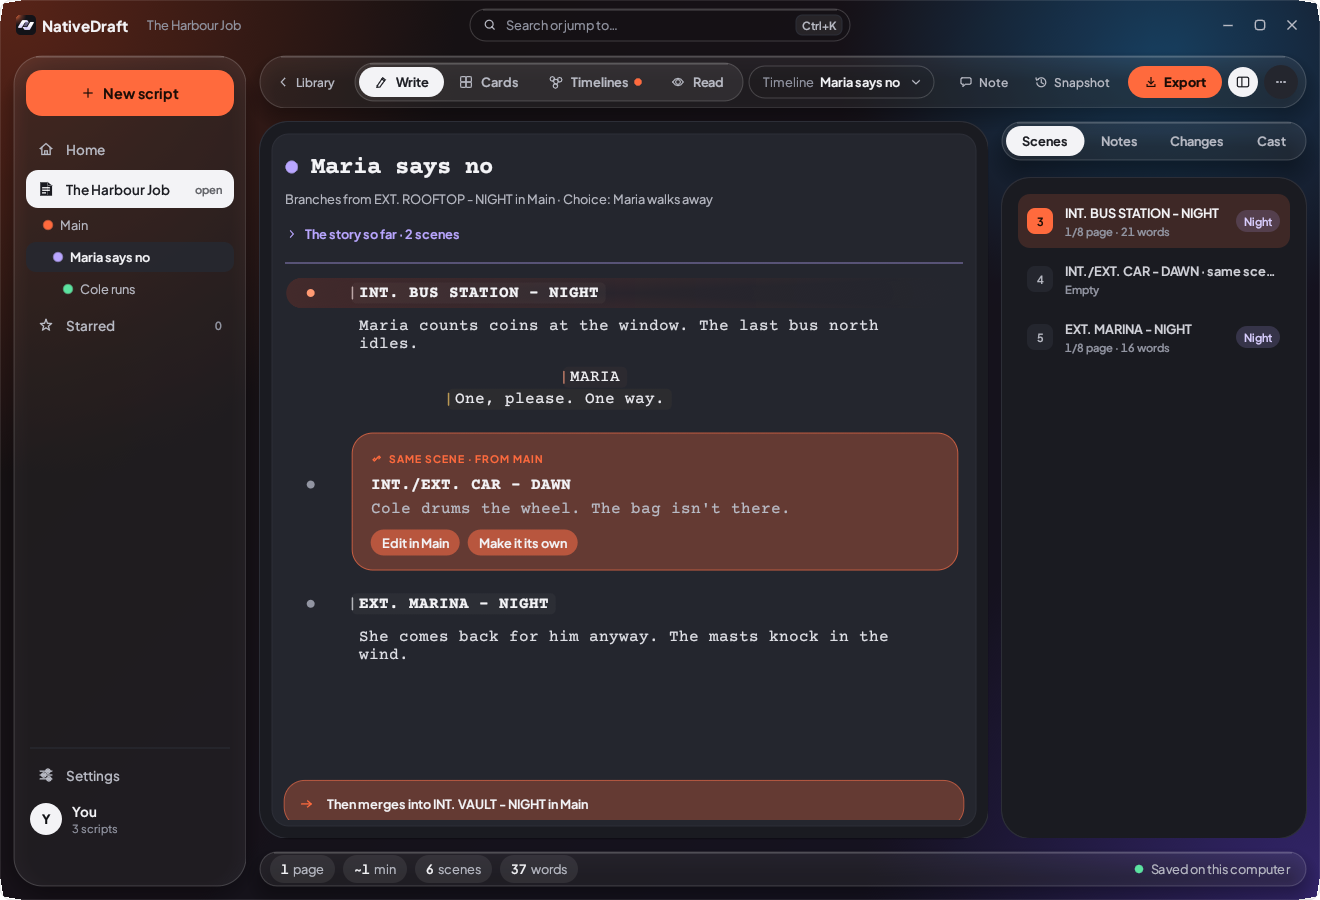 NativeDraft
The Harbour Job
Search or jump to...
Ctrl+K
New script
Home
The Harbour Job open
Main
Maria says no
Cole runs
Starred 0
Settings
Y
You
3 scripts
Library
Write
Cards
Timelines
Read
Timeline Maria says no
Note
Snapshot
Export
Maria says no
Branches from EXT. ROOFTOP - NIGHT in Main · Choice: Maria walks away
The story so far · 2 scenes
INT. BUS STATION - NIGHT
Maria counts coins at the window. The last bus north
idles.
MARIA
One, please. One way.
SAME SCENE · FROM MAIN
INT./EXT. CAR - DAWN
Cole drums the wheel. The bag isn't there.
Edit in Main
Make it its own
EXT. MARINA - NIGHT
She comes back for him anyway. The masts knock in the
wind.
Then merges into INT. VAULT - NIGHT in Main
Scenes
Notes
Changes
Cast
3
INT. BUS STATION - NIGHT
1/8 page · 21 words
Night
4
INT./EXT. CAR - DAWN · same sce...
Empty
5
EXT. MARINA - NIGHT
1/8 page · 16 words
Night
1 page
~1 min
6 scenes
37 words
Saved on this computer